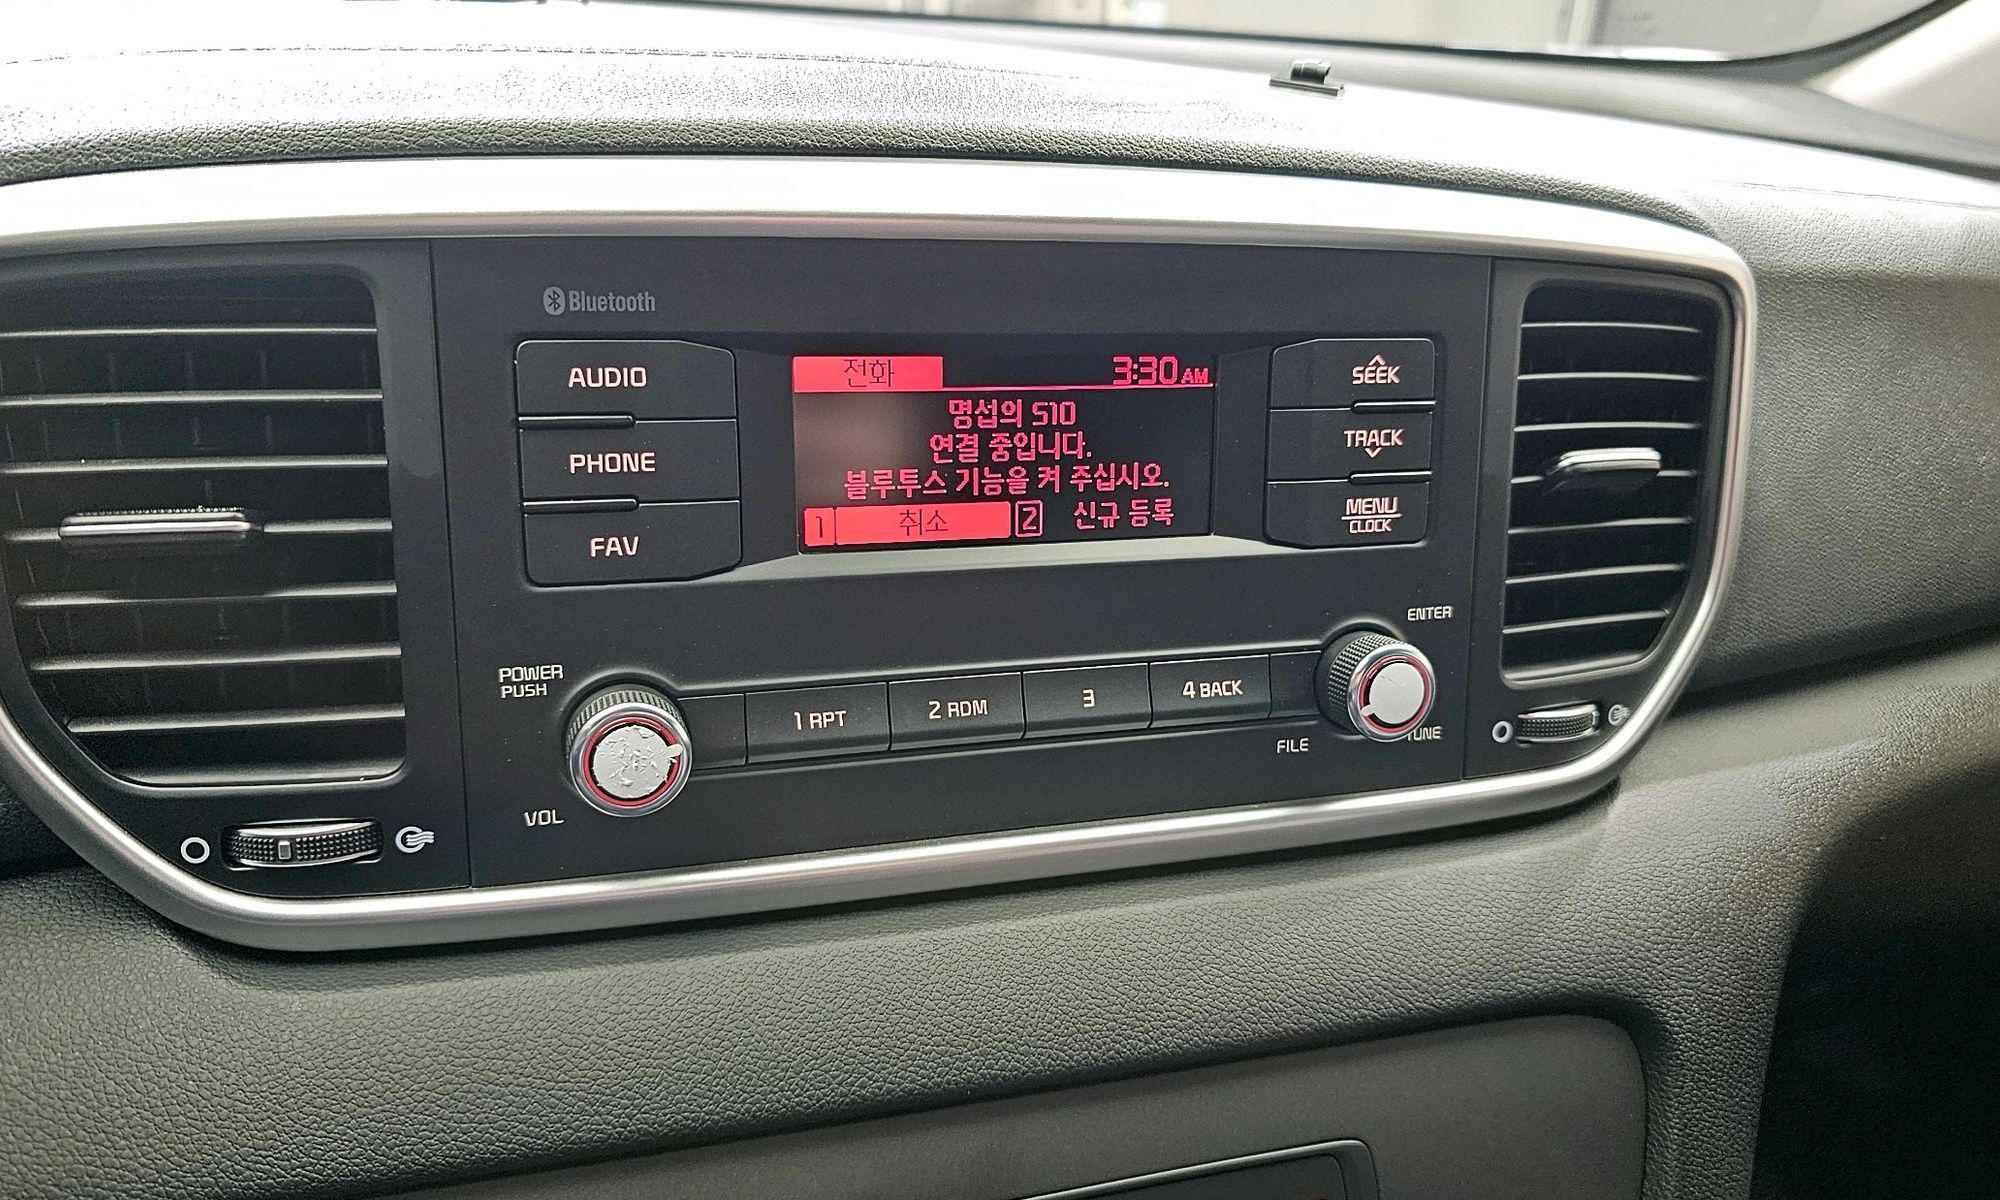 Bluetooth
AUDIO
PHONE
FAV
전화 3:30 AM
명섭의 S10
연결 중입니다.
블루투스 기능을 켜 주십시오.
1 취소 2 신규 등록
SEEK
TRACK
MENU
CLOCK
POWER
PUSH
VOL
1 RPT
2 RDM
3
4 BACK
FILE
ENTER
TUNE